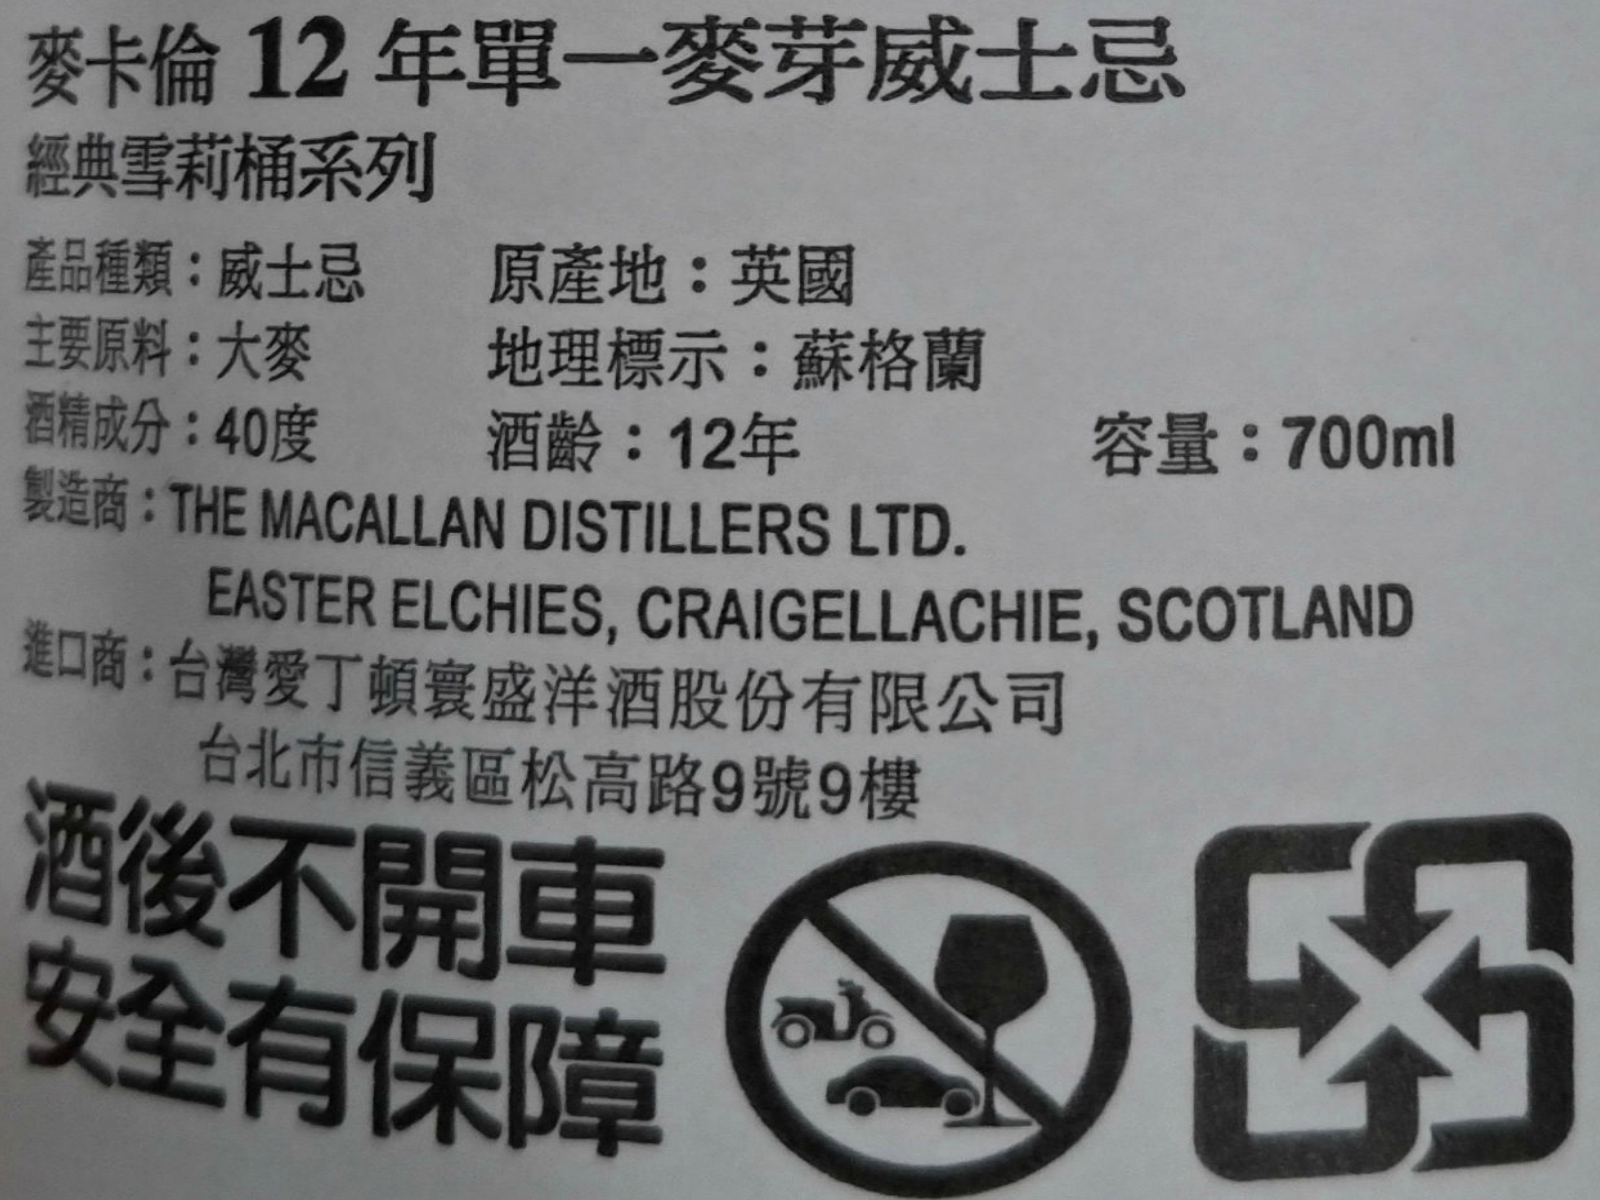 麥卡倫 12 年單一麥芽威士忌
經典雪莉桶系列
產品種類：威士忌 原產地：英國
主要原料：大麥 地理標示：蘇格蘭
酒精成分：40度 酒齡：12年 容量：700ml
製造商：THE MACALLAN DISTILLERS LTD.
EASTER ELCHIES, CRAIGELLACHIE, SCOTLAND
進口商：台灣愛丁頓寰盛洋酒股份有限公司
台北市信義區松高路9號9樓
酒後不開車
安全有保障